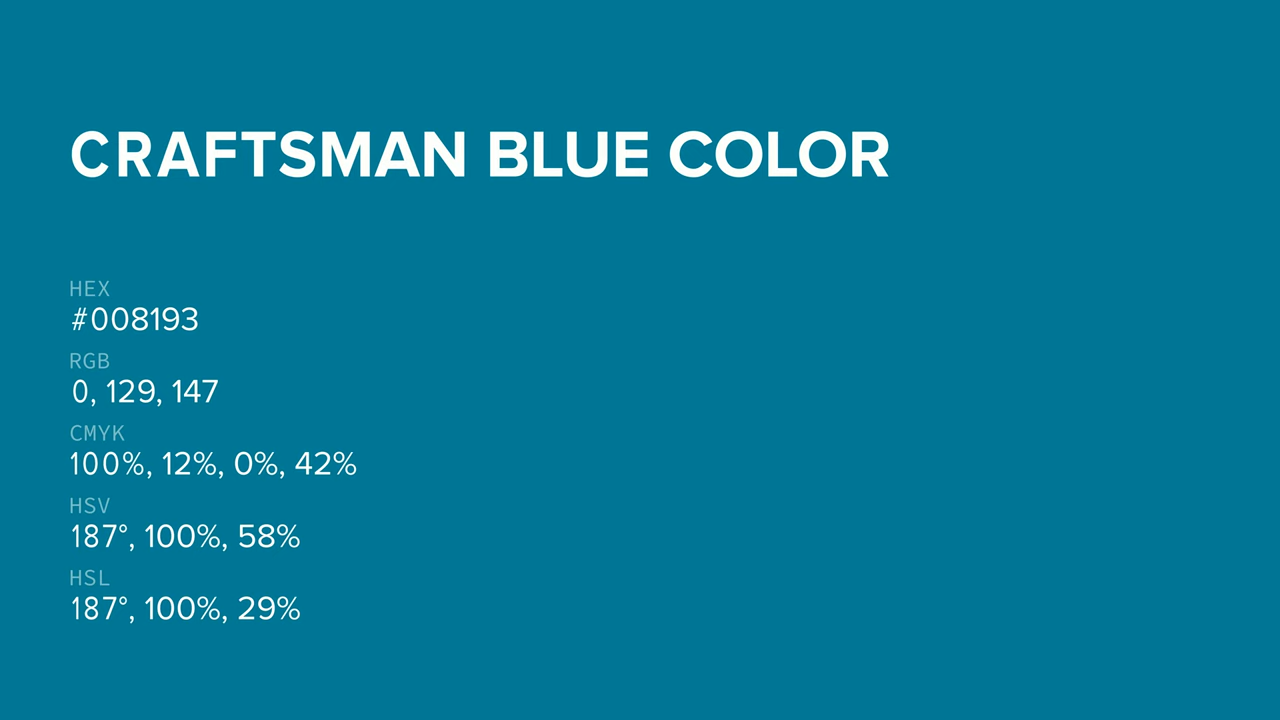 CRAFTSMAN BLUE COLOR
HEX
#008193
RGB
0, 129, 147
CMYK
100%, 12%, 0%, 42%
HSV
187°, 100%, 58%
HSL
187°, 100%, 29%